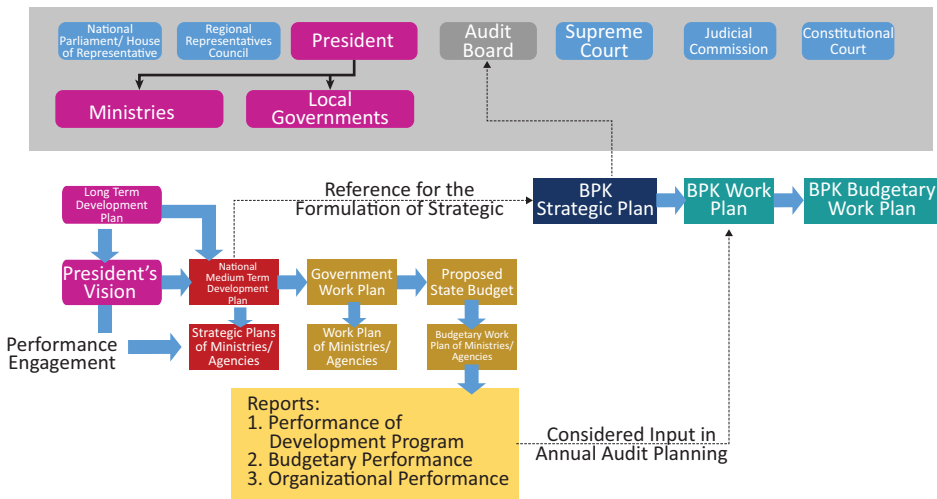 National
Parliament/ House
of Representative
Regional
Representatives
Council
President
Audit
Board
Supreme
Court
Judicial
Commission
Constitutional
Court
Ministries
Local
Governments
Long Term
Development
Plan
Reference for the
Formulation of Strategic
BPK
Strategic Plan
BPK Work
Plan
BPK Budgetary
Work Plan
President's
Vision
National
Medium Term
Development
Plan
Government
Work Plan
Proposed
State Budget
Performance
Engagement
Strategic Plans
of Ministries/
Agencies
Work Plan
of Ministries/
Agencies
Budgetary Work
Plan of Ministries/
Agencies
Reports:
1. Performance of
Development Program
2. Budgetary Performance
3. Organizational Performance
Considered Input in
Annual Audit Planning